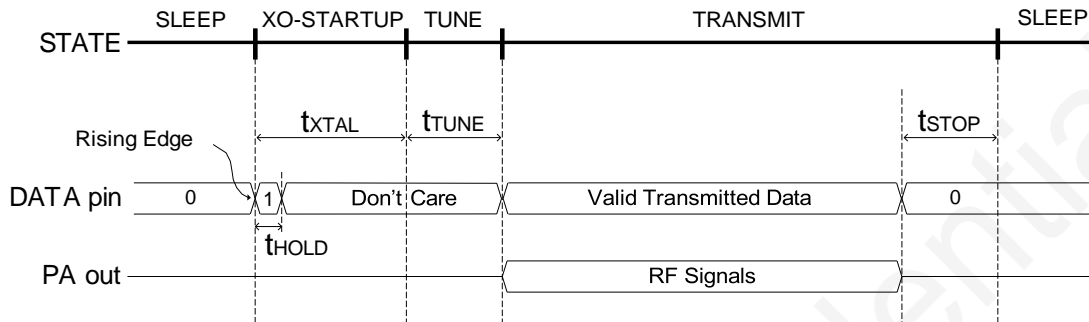 SLEEP XO-STARTUP TUNE TRANSMIT SLEEP
STATE
tXTAL tTUNE tSTOP
Rising Edge
DATA pin 0 1 Don't Care Valid Transmitted Data 0
tHOLD
PA out RF Signals